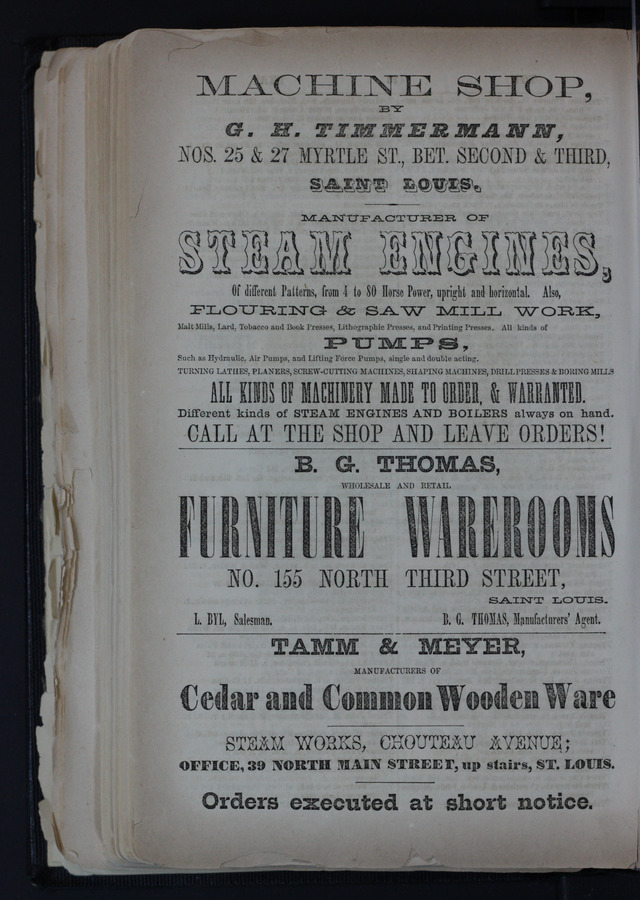 MACHINE SHOP,
BY
G. H. TIMMERMANN,
NOS. 25 & 27 MYRTLE ST., BET. SECOND & THIRD,
SAINT LOUIS.
MANUFACTURER OF
STEAM ENGINES,
Of different Patterns, from 4 to 80 Horse Power, upright and horizontal. Also,
FLOURING & SAW MILL WORK,
Malt Mills, Lard, Tobacco and Book Presses, Lithographic Presses, and Printing Presses. All kinds of
PUMPS,
Such as Hydraulic, Air Pumps, and Lifting Force Pumps, single and double acting.
TURNING LATHES, PLANERS, SCREW-CUTTING MACHINES, SHAPING MACHINES, DRILL PRESSES & BORING MILLS
ALL KINDS OF MACHINERY MADE TO ORDER, & WARRANTED.
Different kinds of STEAM ENGINES AND BOILERS always on hand.
CALL AT THE SHOP AND LEAVE ORDERS!
B. G. THOMAS,
WHOLESALE AND RETAIL
FURNITURE WAREROOMS
NO. 155 NORTH THIRD STREET,
SAINT LOUIS.
L. BYL, Salesman. B. G. THOMAS, Manufacturers' Agent.
TAMM & MEYER,
MANUFACTURERS OF
Cedar and Common Wooden Ware
STEAM WORKS, CHOUTEAU AVENUE;
OFFICE, 39 NORTH MAIN STREET, up stairs, ST. LOUIS.
Orders executed at short notice.